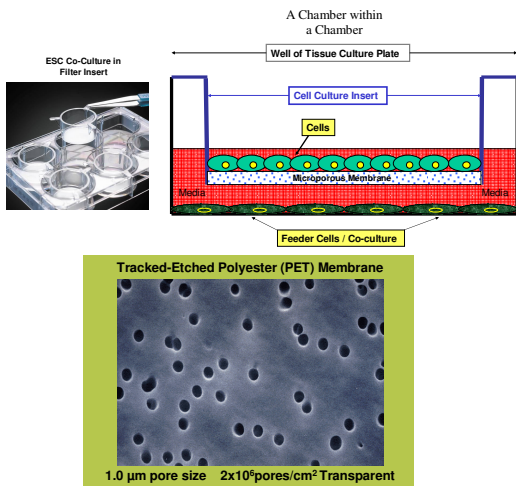 A Chamber within
a Chamber
ESC Co-Culture in
Filter Insert
Well of Tissue Culture Plate
Cell Culture Insert
Cells
Microporous Membrane
Media
Media
Feeder Cells / Co-culture
Tracked-Etched Polyester (PET) Membrane
1.0 µm pore size 2x10⁶pores/cm² Transparent